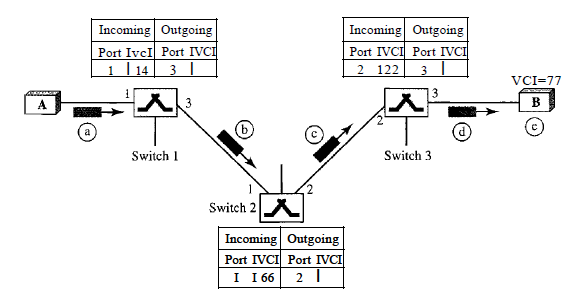 Incoming Outgoing
Port IvcI Port IVCI
1 | 14 3 |
Incoming Outgoing
Port IVCI Port IVCI
2 122 3 |
VCI=77
A
1
3
B
1
3
2
a
b
c
d
e
Switch 1
Switch 3
1
2
Switch 2
Incoming Outgoing
Port IVCI Port IVCI
I I 66 2 |